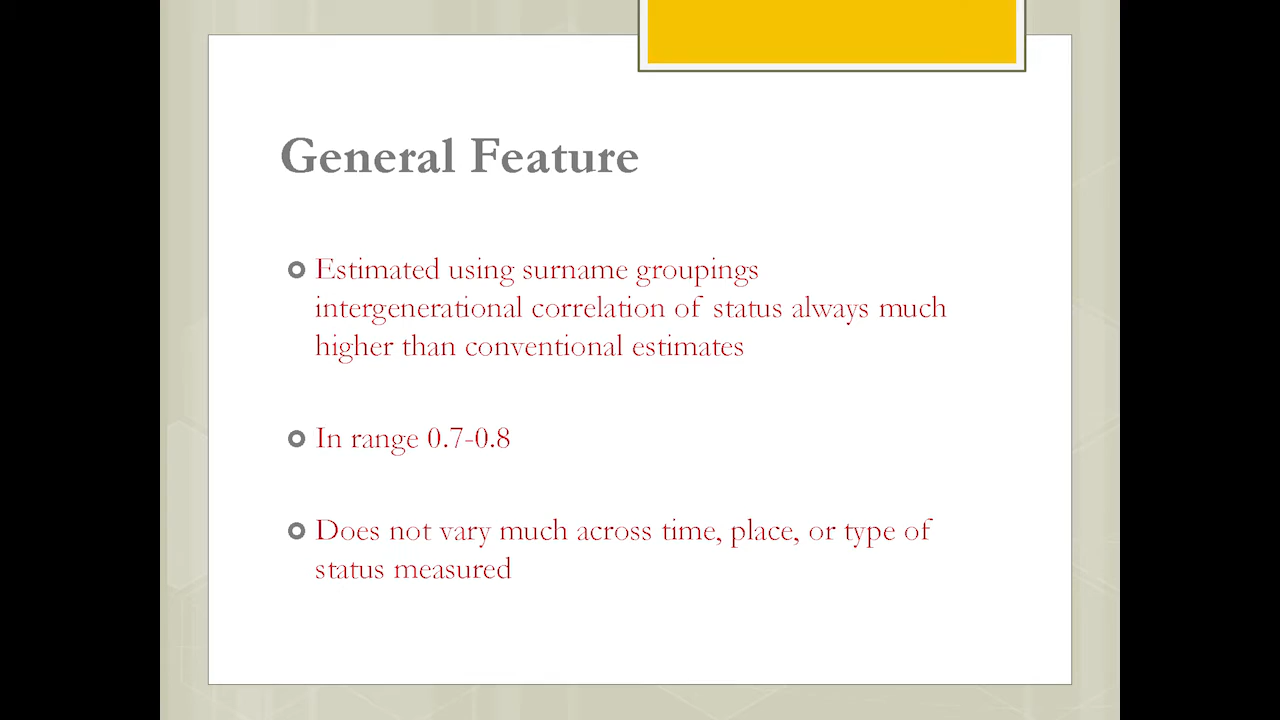 General Feature
Estimated using surname groupings
intergenerational correlation of status always much
higher than conventional estimates
In range 0.7-0.8
Does not vary much across time, place, or type of
status measured